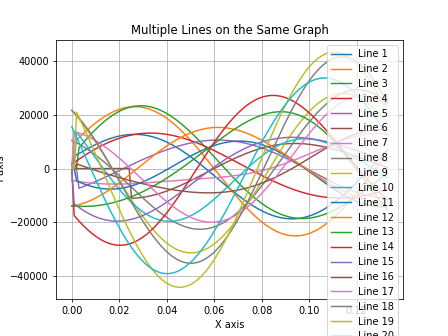 Multiple Lines on the Same Graph
40000
20000
0
−20000
−40000
0.00
0.02
0.04
0.06
0.08
0.10
X axis
Line 1
Line 2
Line 3
Line 4
Line 5
Line 6
Line 7
Line 8
Line 9
Line 10
Line 11
Line 12
Line 13
Line 14
Line 15
Line 16
Line 17
Line 18
Line 19
Line 20